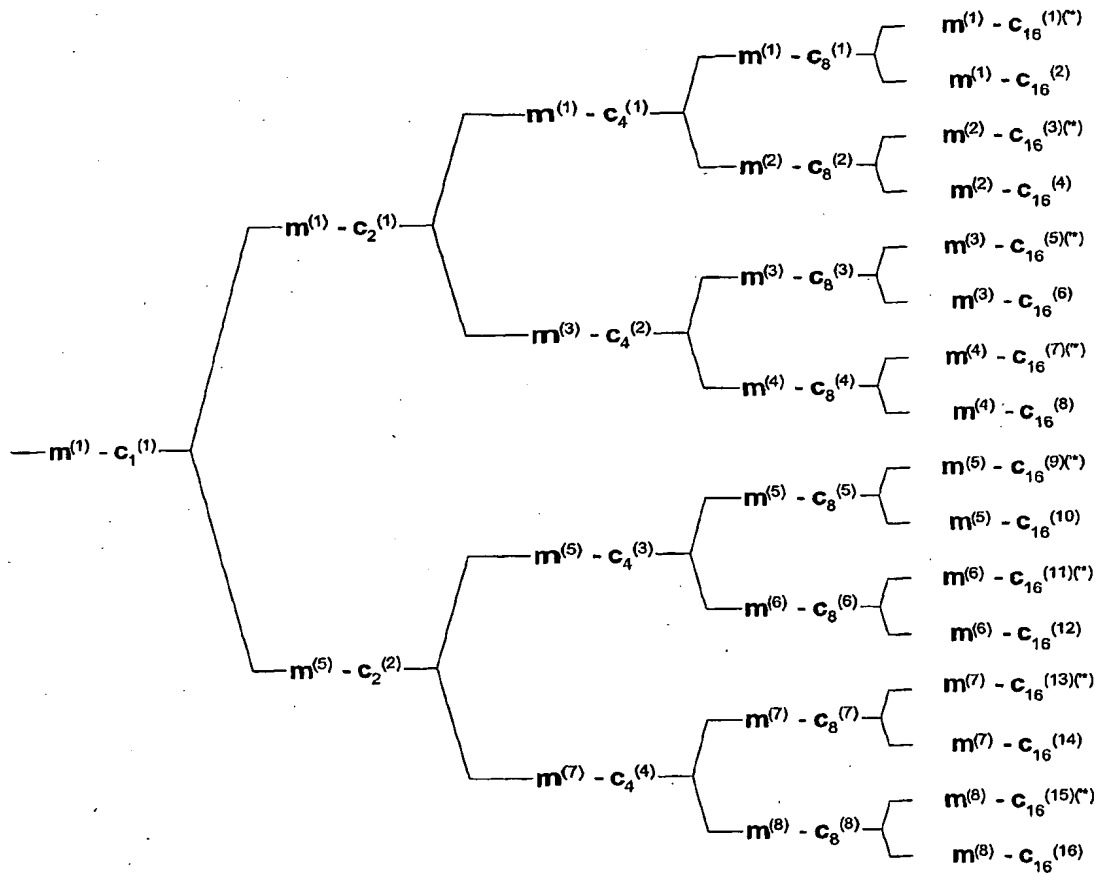 m⁽¹⁾ - c₁⁽¹⁾
m⁽¹⁾ - c₂⁽¹⁾
m⁽⁵⁾ - c₂⁽²⁾
m⁽¹⁾ - c₄⁽¹⁾
m⁽³⁾ - c₄⁽²⁾
m⁽⁵⁾ - c₄⁽³⁾
m⁽⁷⁾ - c₄⁽⁴⁾
m⁽¹⁾ - c₈⁽¹⁾
m⁽²⁾ - c₈⁽²⁾
m⁽³⁾ - c₈⁽³⁾
m⁽⁴⁾ - c₈⁽⁴⁾
m⁽⁵⁾ - c₈⁽⁵⁾
m⁽⁶⁾ - c₈⁽⁶⁾
m⁽⁷⁾ - c₈⁽⁷⁾
m⁽⁸⁾ - c₈⁽⁸⁾
m⁽¹⁾ - c₁₆⁽¹⁾⁽*⁾
m⁽¹⁾ - c₁₆⁽²⁾
m⁽²⁾ - c₁₆⁽³⁾⁽*⁾
m⁽²⁾ - c₁₆⁽⁴⁾
m⁽³⁾ - c₁₆⁽⁵⁾⁽*⁾
m⁽³⁾ - c₁₆⁽⁶⁾
m⁽⁴⁾ - c₁₆⁽⁷⁾⁽*⁾
m⁽⁴⁾ - c₁₆⁽⁸⁾
m⁽⁵⁾ - c₁₆⁽⁹⁾⁽*⁾
m⁽⁵⁾ - c₁₆⁽¹⁰⁾
m⁽⁶⁾ - c₁₆⁽¹¹⁾⁽*⁾
m⁽⁶⁾ - c₁₆⁽¹²⁾
m⁽⁷⁾ - c₁₆⁽¹³⁾⁽*⁾
m⁽⁷⁾ - c₁₆⁽¹⁴⁾
m⁽⁸⁾ - c₁₆⁽¹⁵⁾⁽*⁾
m⁽⁸⁾ - c₁₆⁽¹⁶⁾